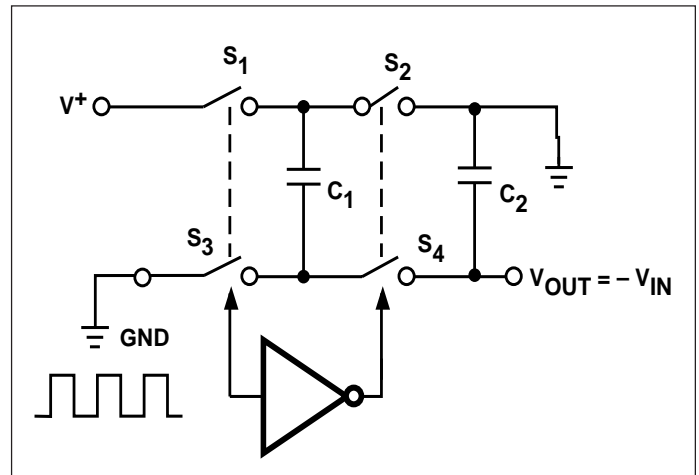 S1
S2
V+
C1
C2
S3
S4
VOUT = – VIN
GND